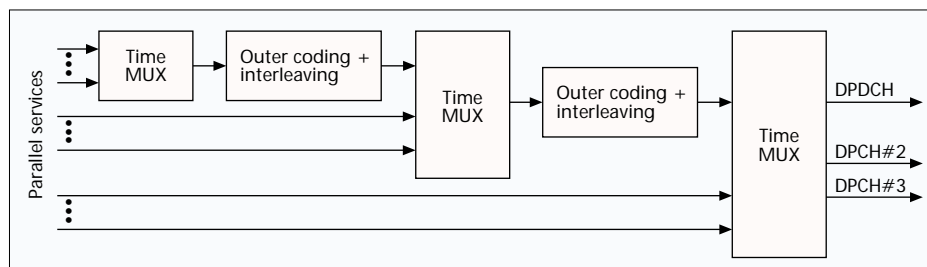 Parallel services
Time
MUX
Outer coding +
interleaving
Time
MUX
Outer coding +
interleaving
Time
MUX
DPDCH
DPCH#2
DPCH#3